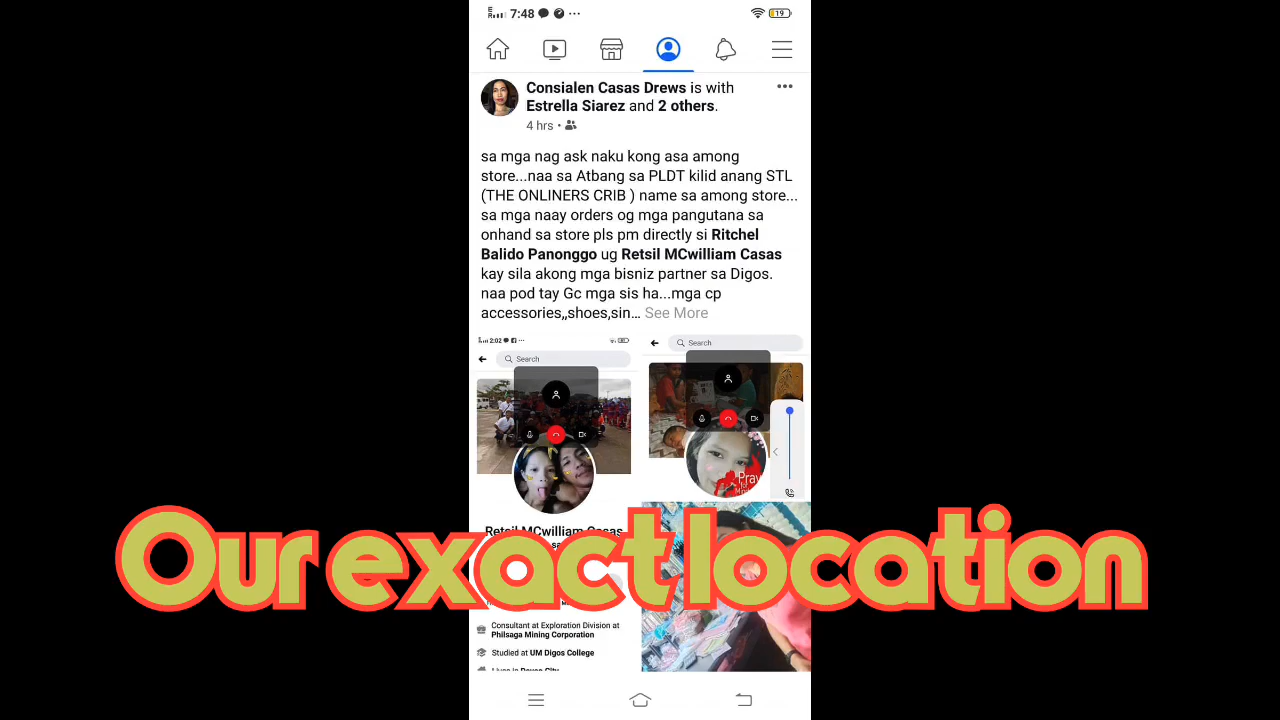 7:48
19
Consialen Casas Drews is with
Estrella Siarez and 2 others.
4 hrs
sa mga nag ask naku kong asa among
store...naa sa Atbang sa PLDT kilid anang STL
(THE ONLINERS CRIB ) name sa among store...
sa mga naay orders og mga pangutana sa
onhand sa store pls pm directly si Ritchel
Balido Panonggo ug Retsil MCwilliam Casas
kay sila akong mga bisniz partner sa Digos.
naa pod tay Gc mga sis ha...mga cp
accessories,,shoes,sin... See More
2:02
Search
Search
Pray
Retsil MCwilliam Casas
Our exact location
Consultant at Exploration Division at
Philsaga Mining Corporation
Studied at UM Digos College